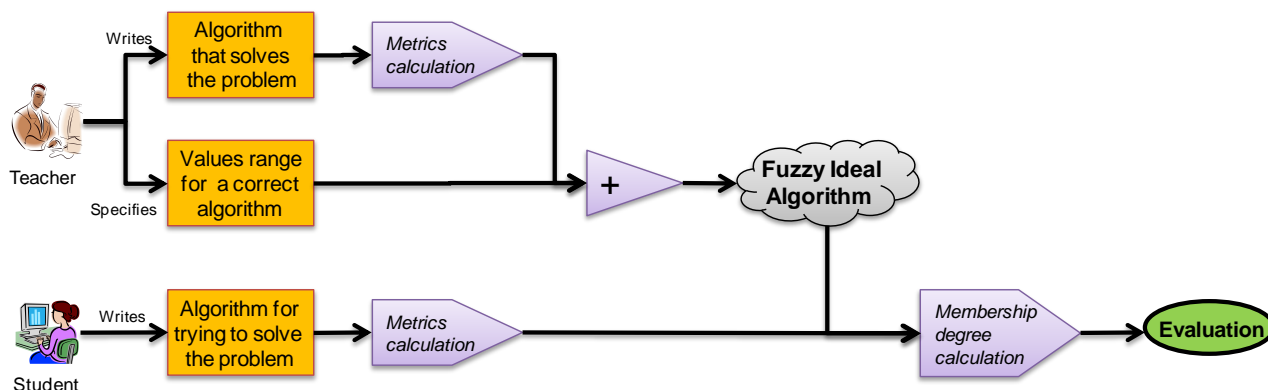 Writes
Algorithm
that solves
the problem
Metrics
calculation
Teacher
Specifies
Values range
for a correct
algorithm
+
Fuzzy Ideal
Algorithm
Student
Writes
Algorithm for
trying to solve
the problem
Metrics
calculation
Membership
degree
calculation
Evaluation